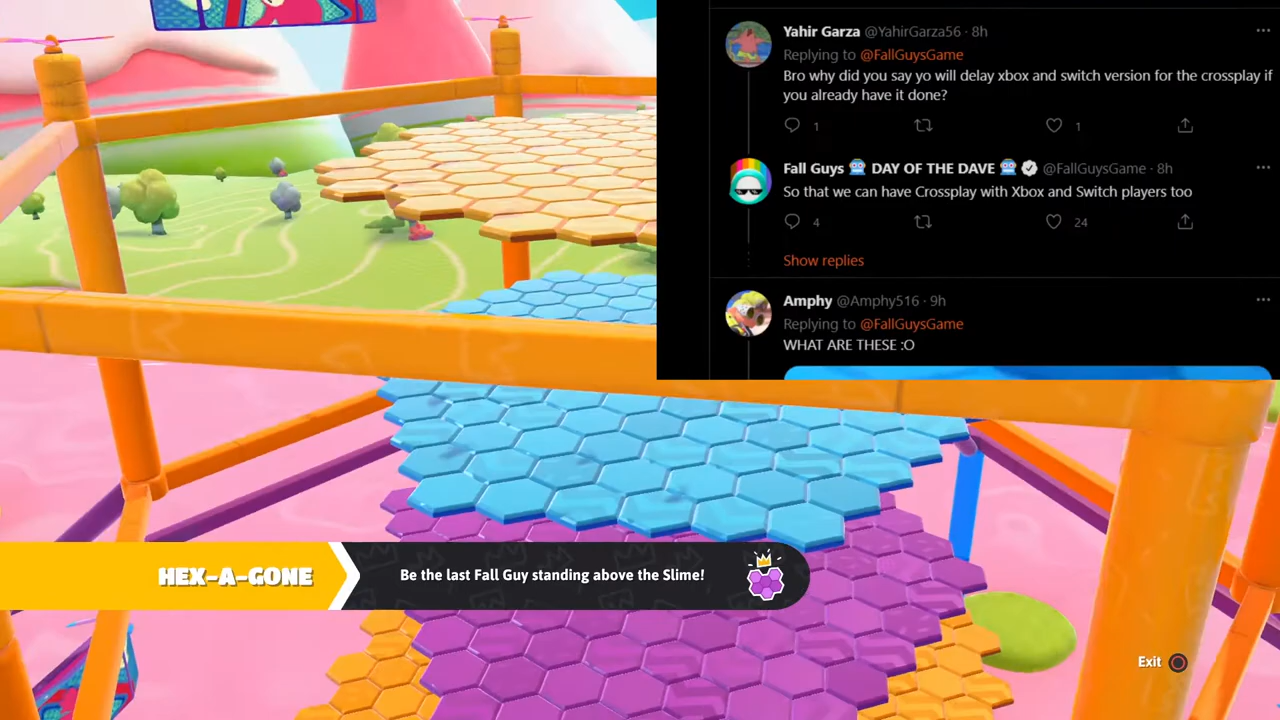 Yahir Garza @YahirGarza56 · 8h
Replying to @FallGuysGame
Bro why did you say yo will delay xbox and switch version for the crossplay if
you already have it done?
1 1
Fall Guys DAY OF THE DAVE @FallGuysGame · 8h
So that we can have Crossplay with Xbox and Switch players too
4 24
Show replies
Amphy @Amphy516 · 9h
Replying to @FallGuysGame
WHAT ARE THESE :O
HEX-A-GONE
Be the last Fall Guy standing above the Slime!
Exit